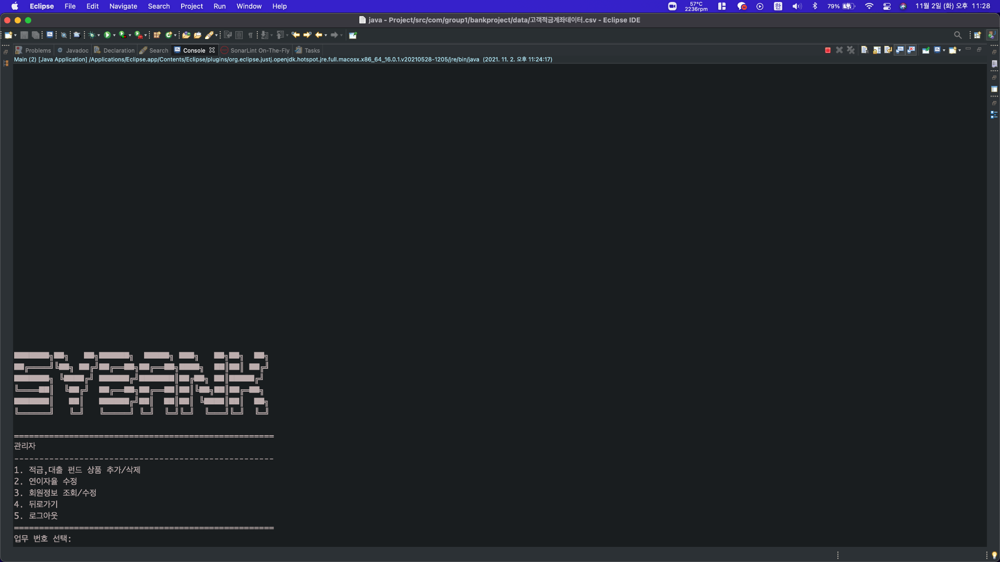 Eclipse File Edit Navigate Search Project Run Window Help 57°C 2236rpm 한 79% 11월 2일 (화) 오후 11:28
java - Project/src/com/group1/bankproject/data/고객적금계좌데이터.csv - Eclipse IDE
Problems @ Javadoc Declaration Search Console SonarLint On-The-Fly Tasks
Main (2) [Java Application] /Applications/Eclipse.app/Contents/Eclipse/plugins/org.eclipse.justj.openjdk.hotspot.jre.full.macosx.x86_64_16.0.1.v20210528-1205/jre/bin/java (2021. 11. 2. 오후 11:24:17)
SYBANK
====================================================
관리자
----------------------------------------------------
1. 적금,대출 펀드 상품 추가/삭제
2. 연이자율 수정
3. 회원정보 조회/수정
4. 뒤로가기
5. 로그아웃
====================================================
업무 번호 선택: